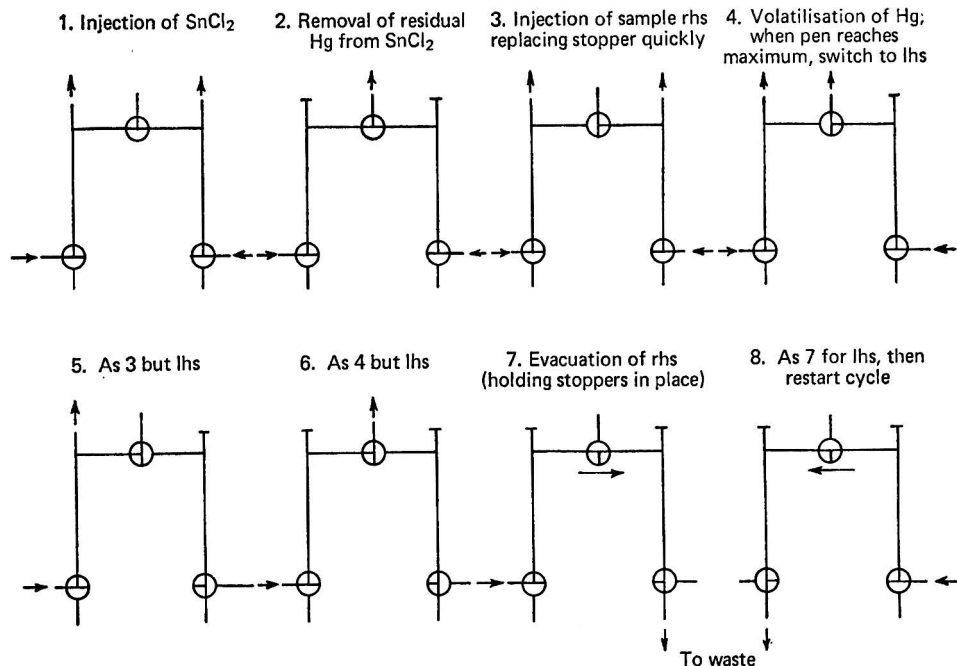 1. Injection of SnCl₂
2. Removal of residual
Hg from SnCl₂
3. Injection of sample rhs
replacing stopper quickly
4. Volatilisation of Hg;
when pen reaches
maximum, switch to lhs
5. As 3 but lhs
6. As 4 but lhs
7. Evacuation of rhs
(holding stoppers in place)
8. As 7 for lhs, then
restart cycle
To waste